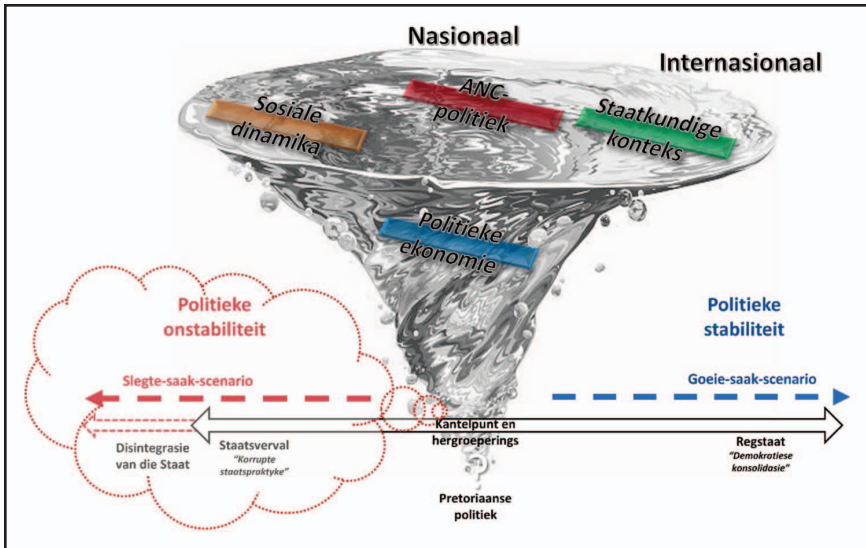 Nasionaal
Internasionaal
Sosiale
dinamika
ANC-
politiek
Staatkundige
konteks
Politieke
ekonomie
Politieke
onstabiliteit
Politieke
stabiliteit
Slegte-saak-scenario
Goeie-saak-scenario
Kantelpunt en
hergroeperings
Disintegrasie
van die Staat
Staatsverval
"Korrupte
staatspraktyke"
Regstaat
"Demokratiese
konsolidasie"
?
Pretoriaanse
politiek